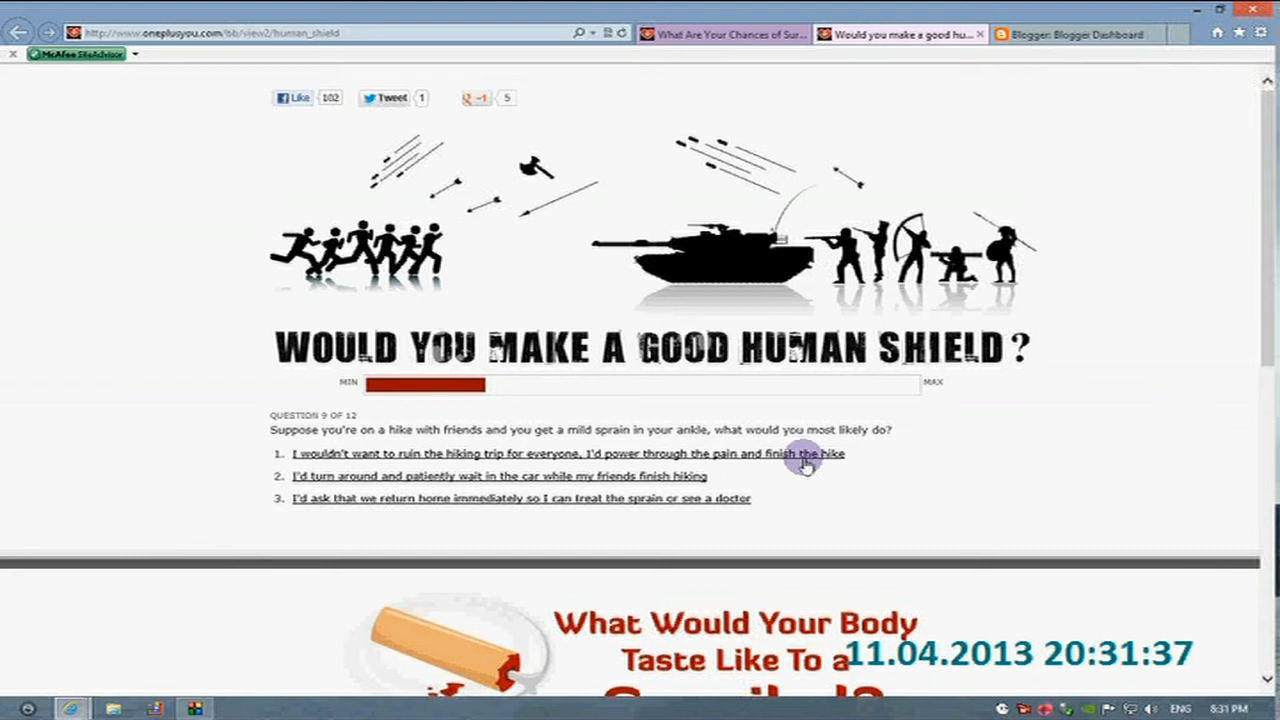 http://www.oneplusyou.com/bb/view2/human_shield
What Are Your Chances of Sur...
Would you make a good hu...
Blogger: Blogger Dashboard
McAfee SiteAdvisor
Like 102
Tweet 1
8 -1 5
WOULD YOU MAKE A GOOD HUMAN SHIELD?
MIN MAX
QUESTION 9 OF 12
Suppose you're on a hike with friends and you get a mild sprain in your ankle, what would you most likely do?
1. I wouldn't want to ruin the hiking trip for everyone, I'd power through the pain and finish the hike
2. I'd turn around and patiently wait in the car while my friends finish hiking
3. I'd ask that we return home immediately so I can treat the sprain or see a doctor
What Would Your Body
Taste Like To a
11.04.2013 20:31:37
ENG 8:31 PM